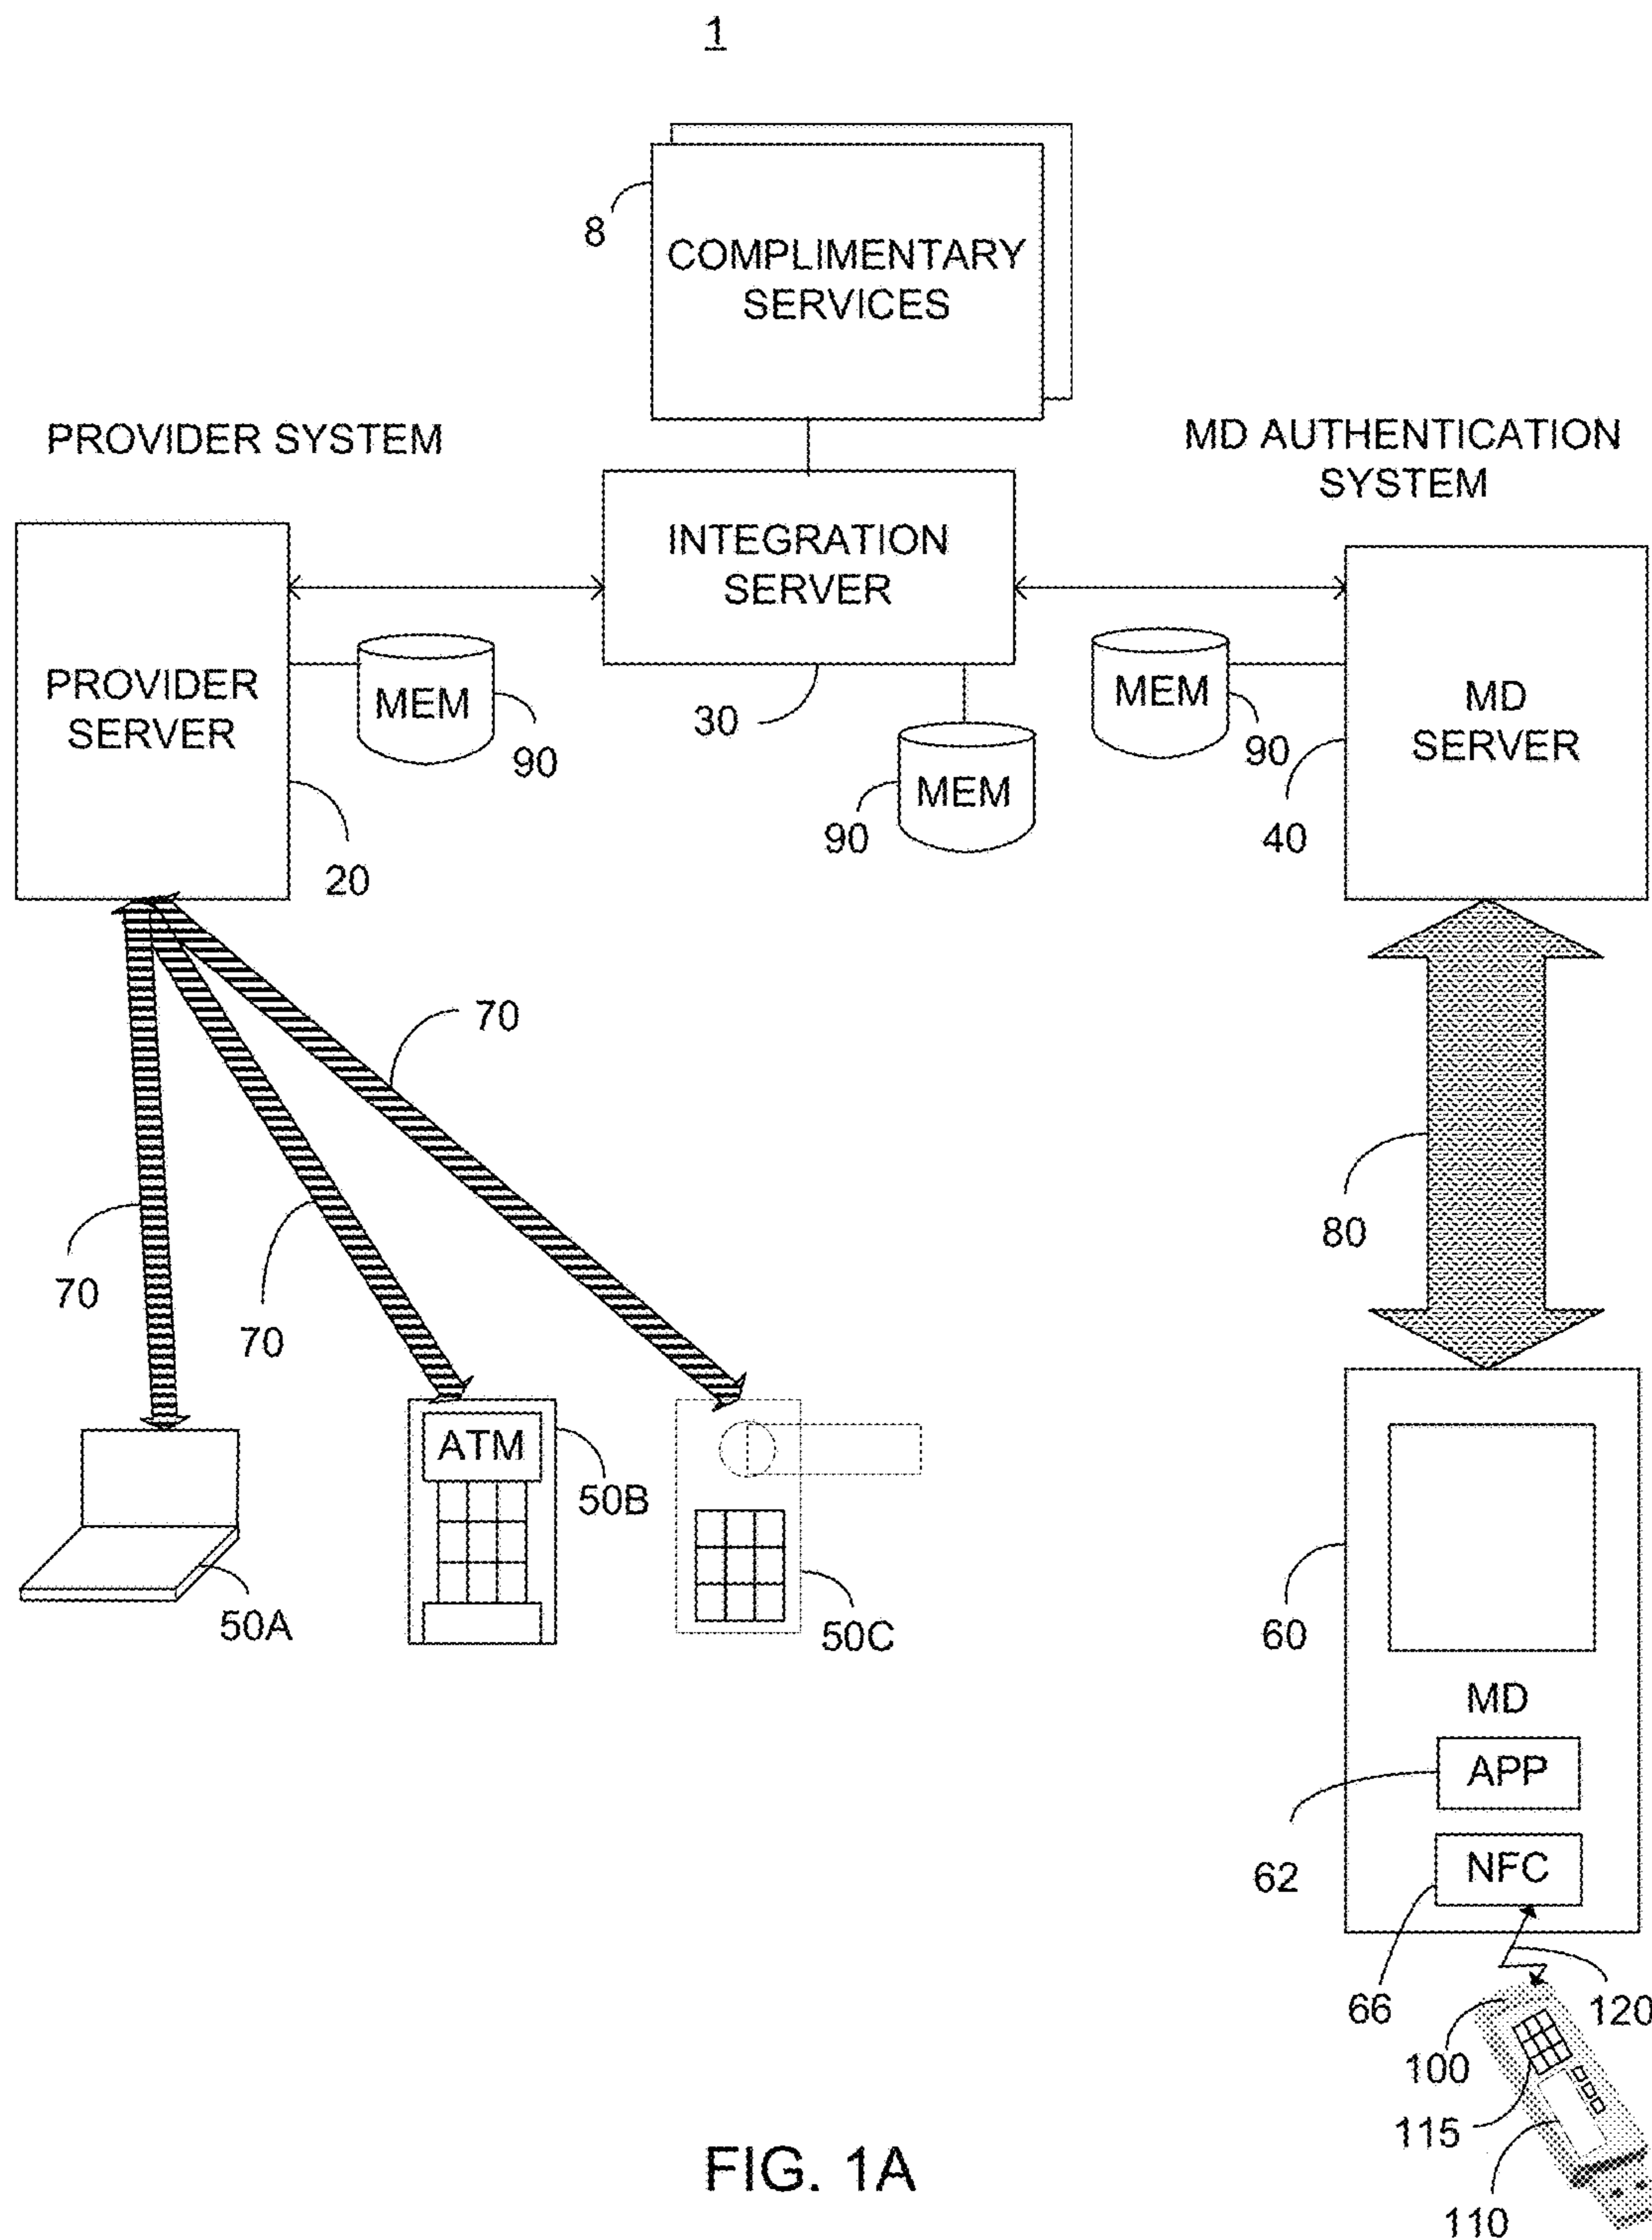 1
8
COMPLIMENTARY
SERVICES
PROVIDER SYSTEM
MD AUTHENTICATION
SYSTEM
INTEGRATION
SERVER
PROVIDER
SERVER
MEM
90
30
MEM
90
MEM
90
MD
SERVER
40
20
70
70
70
80
ATM
50A
50B
50C
60
MD
APP
62
NFC
66
120
100
115
110
FIG. 1A